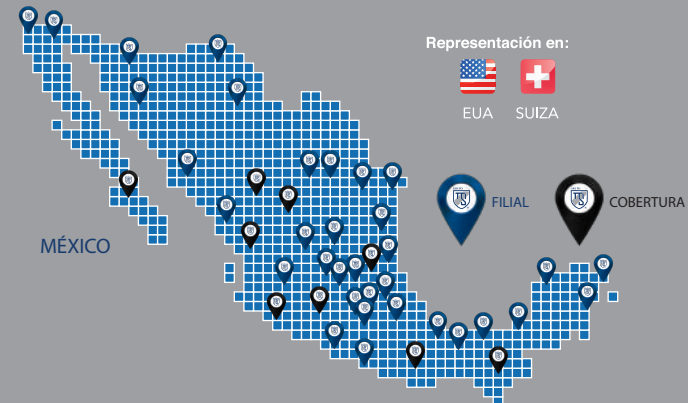 Representación en:
EUA SUIZA
FILIAL
COBERTURA
MÉXICO